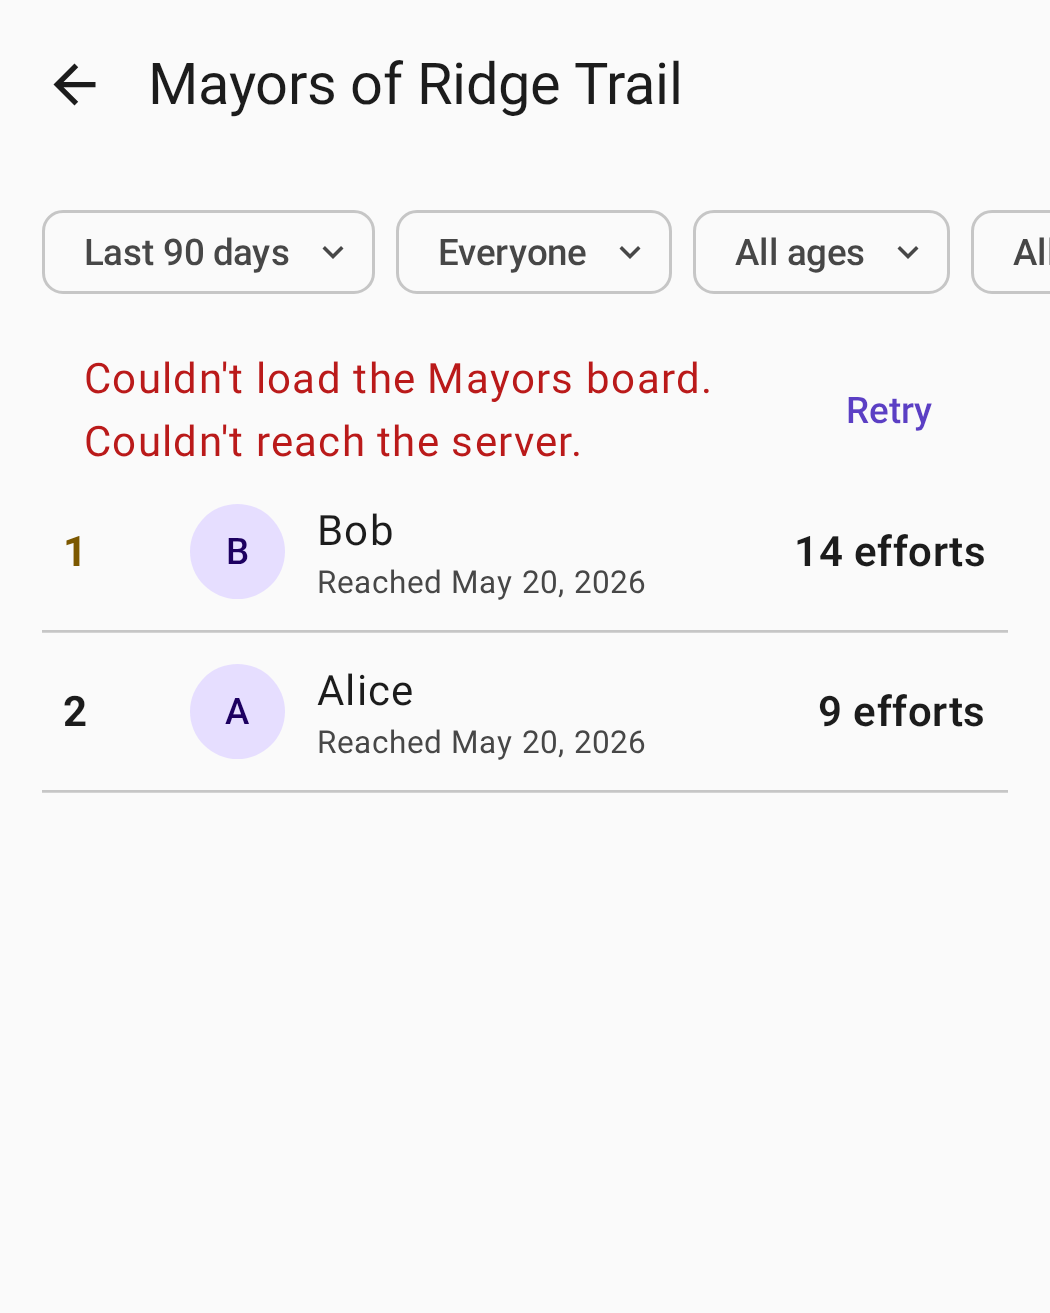 Mayors of Ridge Trail
Last 90 days Everyone All ages All
Couldn't load the Mayors board.
Couldn't reach the server.
Retry
1 B Bob 14 efforts
Reached May 20, 2026
2 A Alice 9 efforts
Reached May 20, 2026